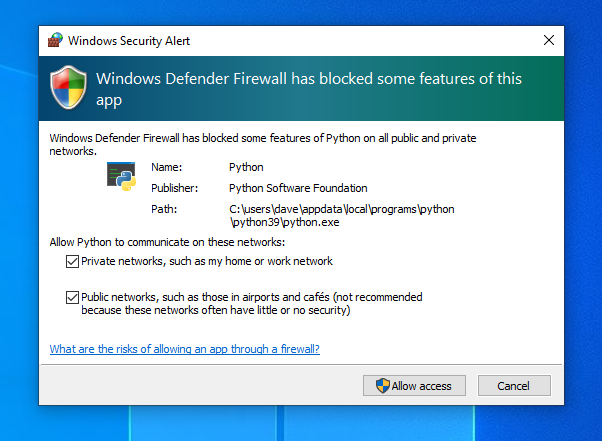 Windows Security Alert
Windows Defender Firewall has blocked some features of this
app
Windows Defender Firewall has blocked some features of Python on all public and private
networks.
Name: Python
Publisher: Python Software Foundation
Path: C:\users\dave\appdata\local\programs\python
\python39\python.exe
Allow Python to communicate on these networks:
Private networks, such as my home or work network
Public networks, such as those in airports and cafés (not recommended
because these networks often have little or no security)
What are the risks of allowing an app through a firewall?
Allow access Cancel